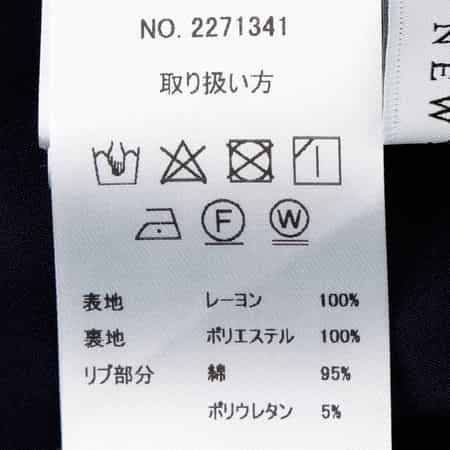 NO. 2271341
取り扱い方
NEW
F W
表地 レーヨン 100%
裏地 ポリエステル 100%
リブ部分 綿 95%
ポリウレタン 5%